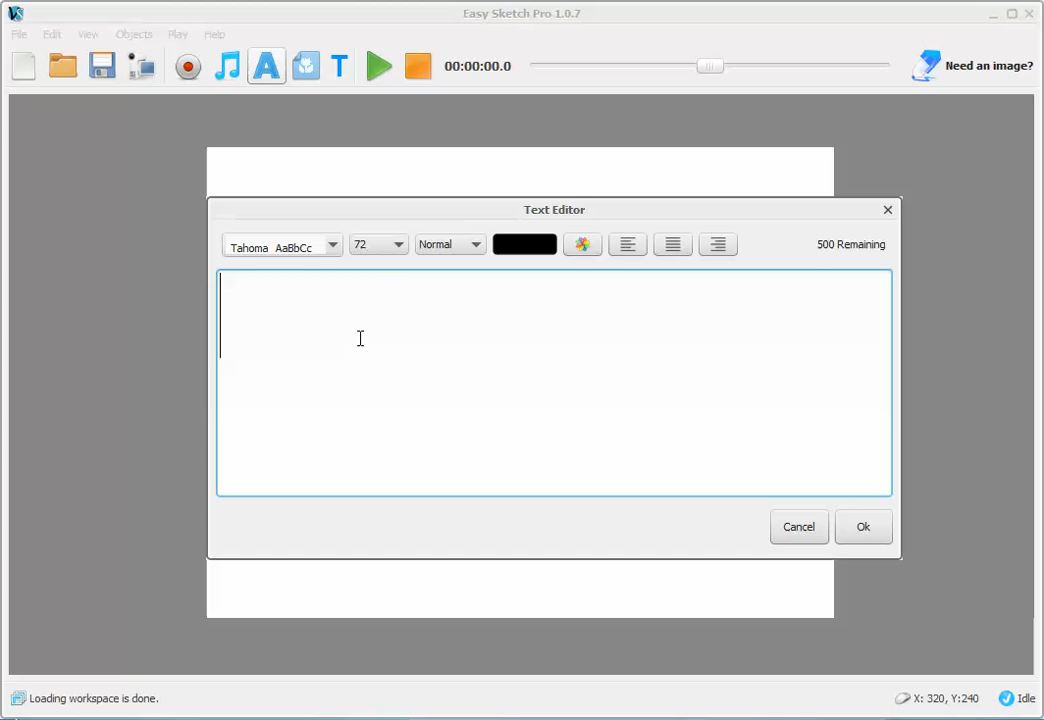 Easy Sketch Pro 1.0.7
File Edit View Objects Play Help
A T 00:00:00.0 Need an image?
Text Editor
Tahoma AaBbCc 72 Normal 500 Remaining
Cancel Ok
Loading workspace is done. X: 320, Y:240 Idle